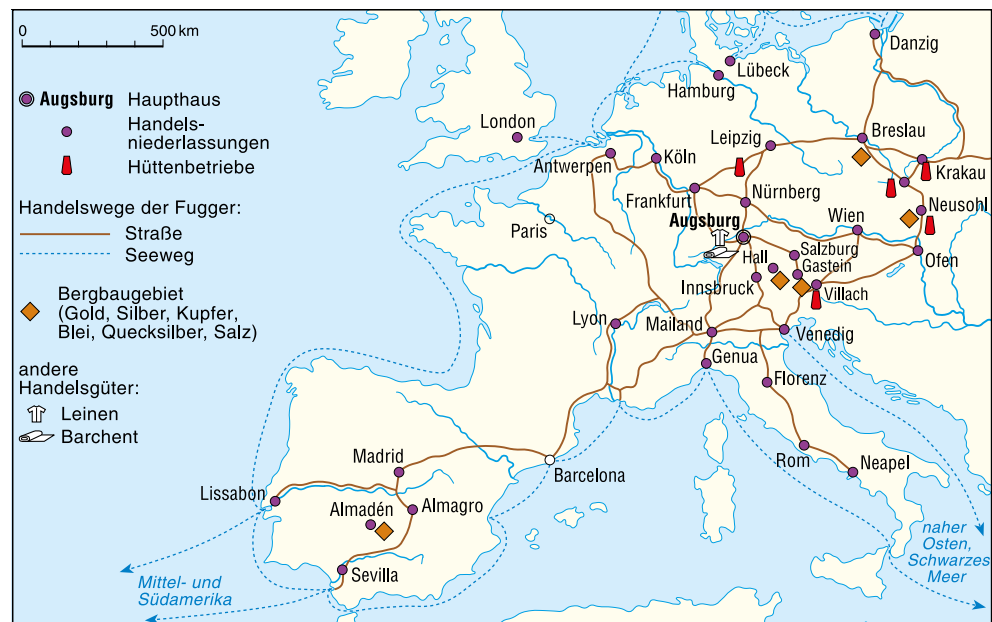 0 500 km
Augsburg Haupthaus
Handels-
niederlassungen
Hüttenbetriebe
Handelswege der Fugger:
Straße
Seeweg
Bergbaugebiet
(Gold, Silber, Kupfer,
Blei, Quecksilber, Salz)
andere
Handelsgüter:
Leinen
Barchent
Danzig
Lübeck
Hamburg
London
Leipzig
Breslau
Antwerpen
Köln
Krakau
Frankfurt
Nürnberg
Neusohl
Paris
Augsburg
Wien
Hall
Salzburg
Gastein
Ofen
Innsbruck
Villach
Lyon
Mailand
Venedig
Genua
Florenz
Madrid
Barcelona
Rom
Neapel
Lissabon
Almadén
Almagro
Sevilla
Mittel- und
Südamerika
naher
Osten,
Schwarzes
Meer